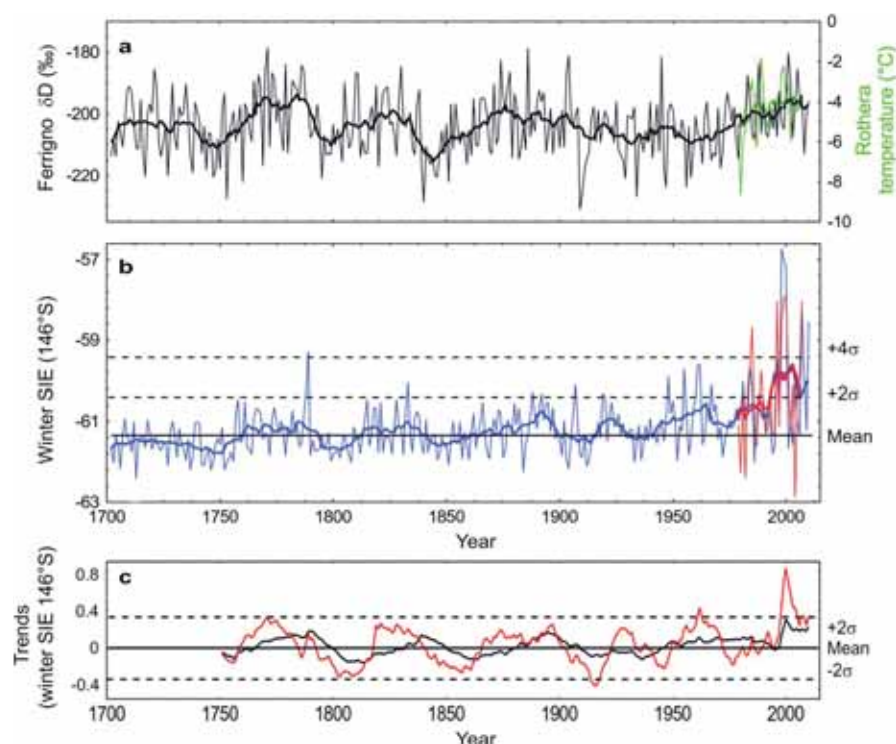 a
Ferrigno δD (‰)
-180
-200
-220
0
-2
-4
-6
-8
-10
Rothera
temperature (°C)
b
Winter SIE (146°S)
-57
-59
-61
-63
+4σ
+2σ
Mean
1700 1750 1800 1850 1900 1950 2000
Year
c
Trends
(winter SIE 146°S)
0.8
0.4
0
-0.4
+2σ
Mean
-2σ
1700 1750 1800 1850 1900 1950 2000
Year